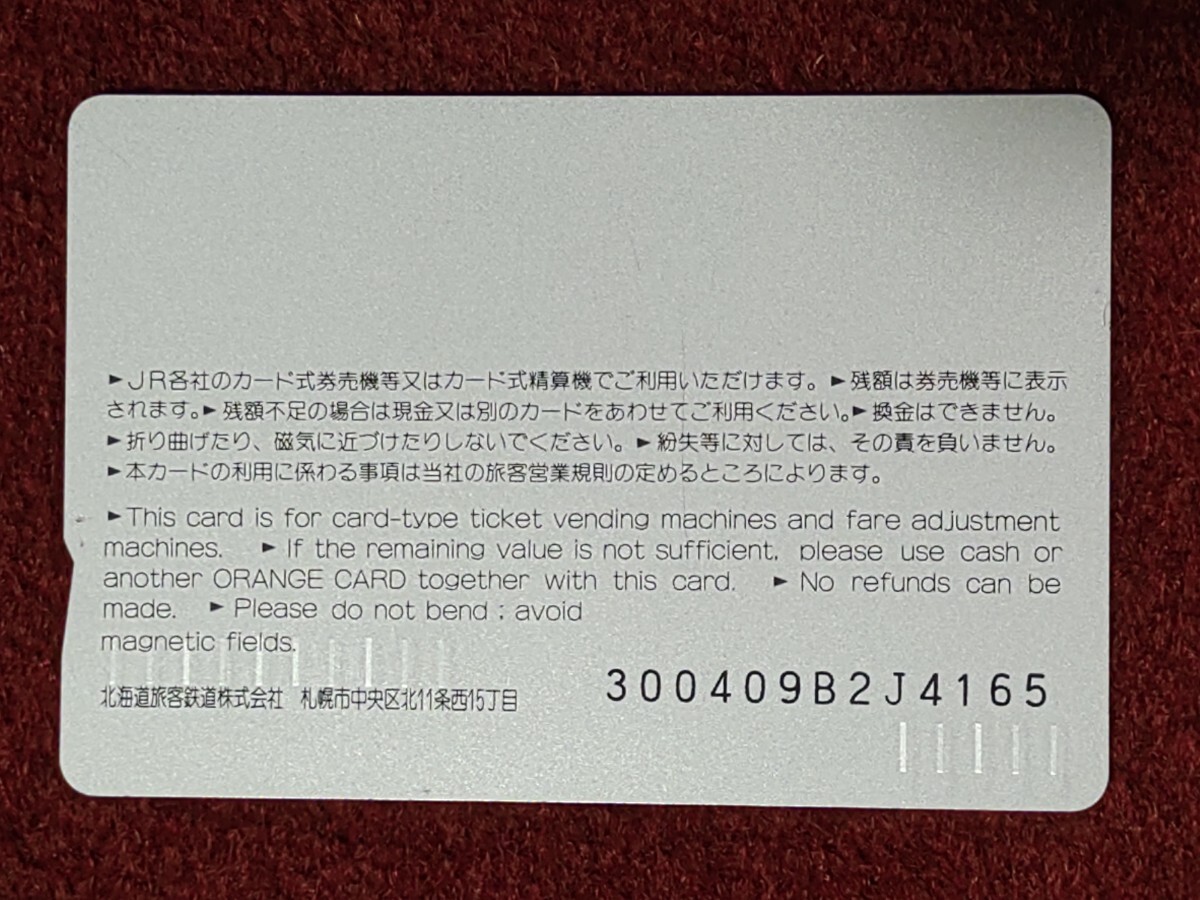 ►JR各社のカード式券売機等又はカード式精算機でご利用いただけます。►残額は券売機等に表示
されます。►残額不足の場合は現金又は別のカードをあわせてご利用ください。►換金はできません。
►折り曲げたり、磁気に近づけたりしないでください。►紛失等に対しては、その責を負いません。
►本カードの利用に係わる事項は当社の旅客営業規則の定めるところによります。
►This card is for card-type ticket vending machines and fare adjustment
machines. ►If the remaining value is not sufficient, please use cash or
another ORANGE CARD together with this card. ►No refunds can be
made. ►Please do not bend ; avoid
magnetic fields.
北海道旅客鉄道株式会社 札幌市中央区北11条西15丁目
300409B2J4165